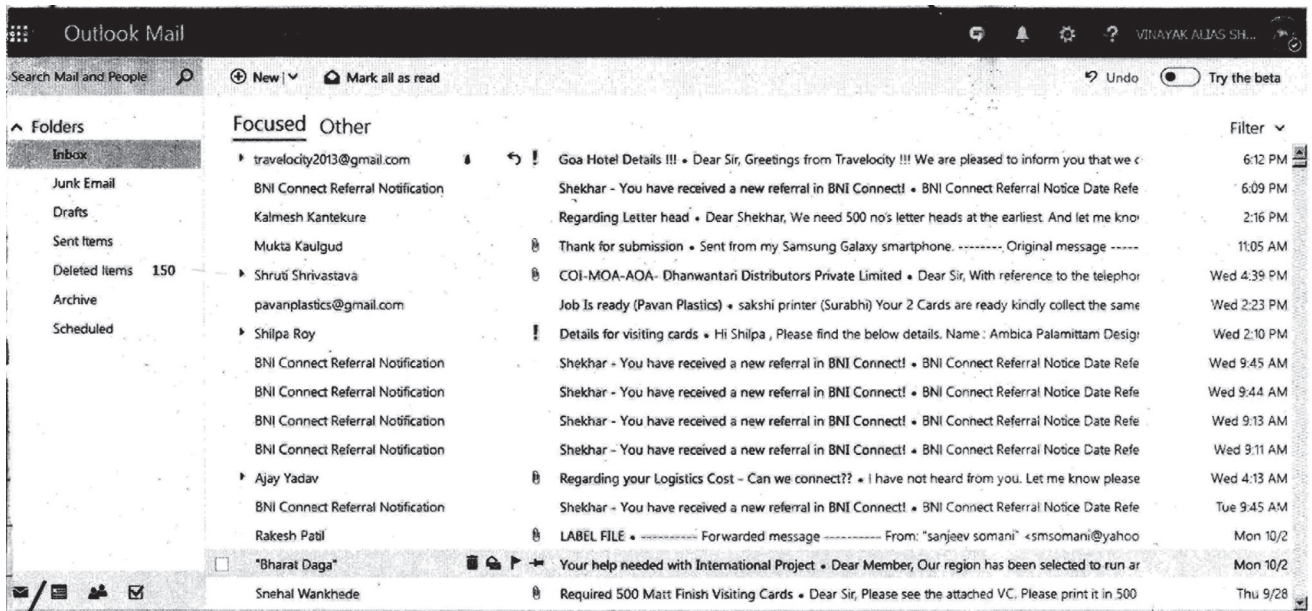 Outlook Mail VINAYAK ALIAS SH...
Search Mail and People New Mark all as read Undo Try the beta
Folders Focused Other Filter
Inbox travelocity2013@gmail.com Goa Hotel Details !!! • Dear Sir, Greetings from Travelocity !!! We are pleased to inform you that we c 6:12 PM
Junk Email BNI Connect Referral Notification Shekhar - You have received a new referral in BNI Connect! • BNI Connect Referral Notice Date Refe 6:09 PM
Drafts Kalmesh Kantekure Regarding Letter head • Dear Shekhar, We need 500 no's letter heads at the earliest. And let me know 2:16 PM
Sent Items Mukta Kaulgud Thank for submission • Sent from my Samsung Galaxy smartphone. -------- Original message ----- 11:05 AM
Deleted Items 150 Shruti Shrivastava COI-MOA-AOA- Dhanwantari Distributors Private Limited • Dear Sir, With reference to the telephor Wed 4:39 PM
Archive pavanplastics@gmail.com Job Is ready (Pavan Plastics) • sakshi printer (Surabhi) Your 2 Cards are ready kindly collect the same Wed 2:23 PM
Scheduled Shilpa Roy Details for visiting cards • Hi Shilpa , Please find the below details. Name : Ambica Palamittam Desigr Wed 2:10 PM
BNI Connect Referral Notification Shekhar - You have received a new referral in BNI Connect! • BNI Connect Referral Notice Date Refe Wed 9:45 AM
BNI Connect Referral Notification Shekhar - You have received a new referral in BNI Connect! • BNI Connect Referral Notice Date Refe Wed 9:44 AM
BNI Connect Referral Notification Shekhar - You have received a new referral in BNI Connect! • BNI Connect Referral Notice Date Refe Wed 9:13 AM
BNI Connect Referral Notification Shekhar - You have received a new referral in BNI Connect! • BNI Connect Referral Notice Date Refe Wed 9:11 AM
Ajay Yadav Regarding your Logistics Cost - Can we connect?? • I have not heard from you. Let me know please Wed 4:13 AM
BNI Connect Referral Notification Shekhar - You have received a new referral in BNI Connect! • BNI Connect Referral Notice Date Refe Tue 9:45 AM
Rakesh Patil LABEL FILE • ---------- Forwarded message ---------- From: "sanjeev somani" <smsomani@yahoo Mon 10/2
"Bharat Daga" Your help needed with International Project • Dear Member, Our region has been selected to run ar Mon 10/2
Snehal Wankhede Required 500 Matt Finish Visiting Cards • Dear Sir, Please see the attached VC. Please print it in 500 Thu 9/28